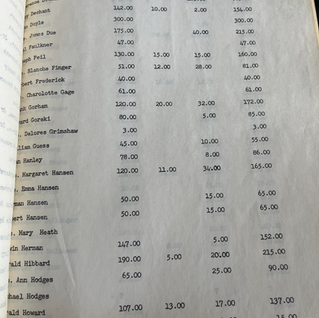 Dechant 142.00 10.00 2.00 154.00
Doyle 300.00 300.00
James Due 175.00 40.00 215.00
Faulkner 47.00 47.00
Feil 130.00 15.00 15.00 160.00
. Blanche Finger 51.00 12.00 28.00 81.00
Frederick 40.00 40.00
Charolotte Gage 61.00 61.00
Gorhan 120.00 20.00 32.00 172.00
Gorski 80.00 5.00 85.00
. Dolores Grimshaw 3.00 3.00
Guess 45.00 10.00 55.00
Hanley 78.00 8.00 86.00
. Margaret Hansen 120.00 11.00 34.00 165.00
. Emma Hansen
Hansen 50.00 15.00 65.00
Hansen 50.00 15.00 65.00
. Mary Heath
Hernan 147.00 5.00 152.00
Hibbard 190.00 5.00 20.00 215.00
. Ann Hodges 65.00 25.00 90.00
Hodges
Howard 107.00 13.00 17.00 137.00